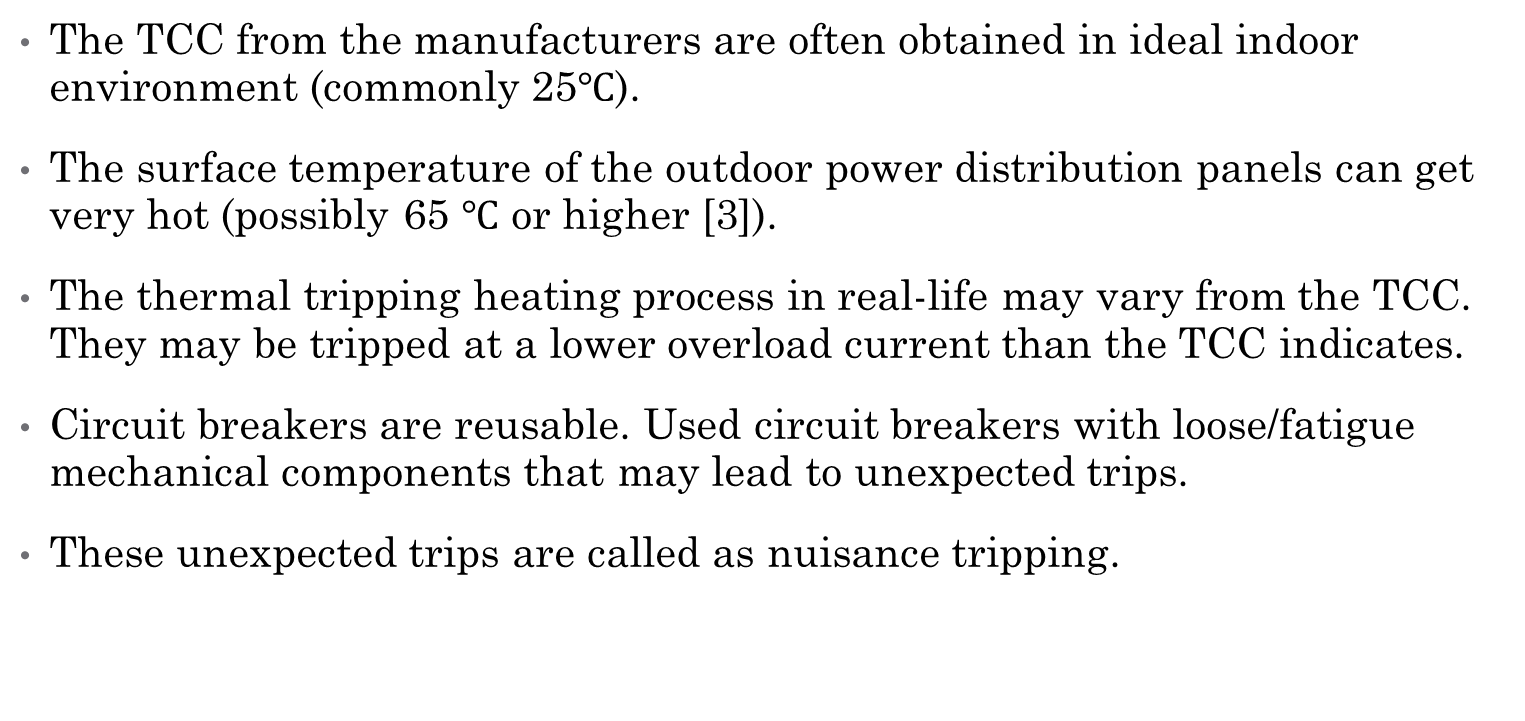 • The TCC from the manufacturers are often obtained in ideal indoor
environment (commonly 25℃).
• The surface temperature of the outdoor power distribution panels can get
very hot (possibly 65 ℃ or higher [3]).
• The thermal tripping heating process in real-life may vary from the TCC.
They may be tripped at a lower overload current than the TCC indicates.
• Circuit breakers are reusable. Used circuit breakers with loose/fatigue
mechanical components that may lead to unexpected trips.
• These unexpected trips are called as nuisance tripping.